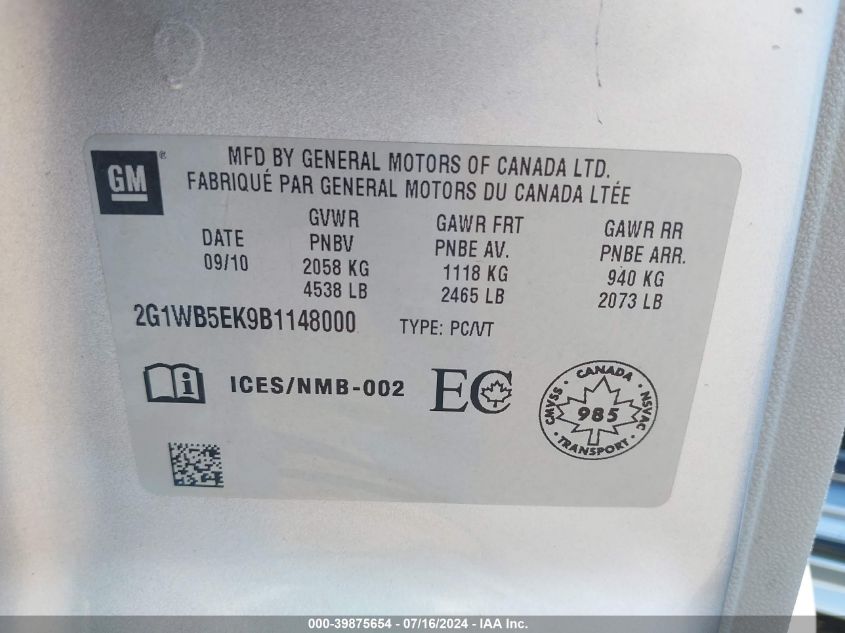 GM ®
MFD BY GENERAL MOTORS OF CANADA LTD.
FABRIQUÉ PAR GENERAL MOTORS DU CANADA LTÉE
DATE
09/10
GVWR
PNBV
2058 KG
4538 LB
GAWR FRT
PNBE AV.
1118 KG
2465 LB
GAWR RR
PNBE ARR.
940 KG
2073 LB
2G1WB5EK9B1148000 TYPE: PC/VT
i ICES/NMB-002 EC
CANADA
CMVSS 985 NSVAC
TRANSPORT
000-39875654 - 07/16/2024 - IAA Inc.